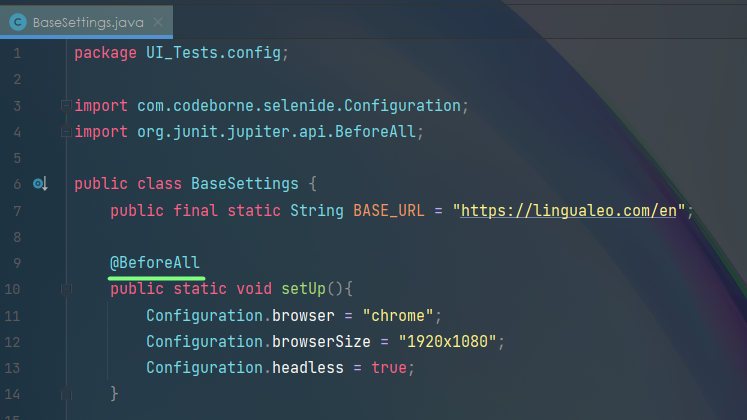 C BaseSettings.java ×
1 package UI_Tests.config;
2
3 import com.codeborne.selenide.Configuration;
4 import org.junit.jupiter.api.BeforeAll;
5
6 public class BaseSettings {
7 public final static String BASE_URL = "https://lingualeo.com/en";
8
9 @BeforeAll
10 public static void setUp(){
11 Configuration.browser = "chrome";
12 Configuration.browserSize = "1920x1080";
13 Configuration.headless = true;
14 }
15